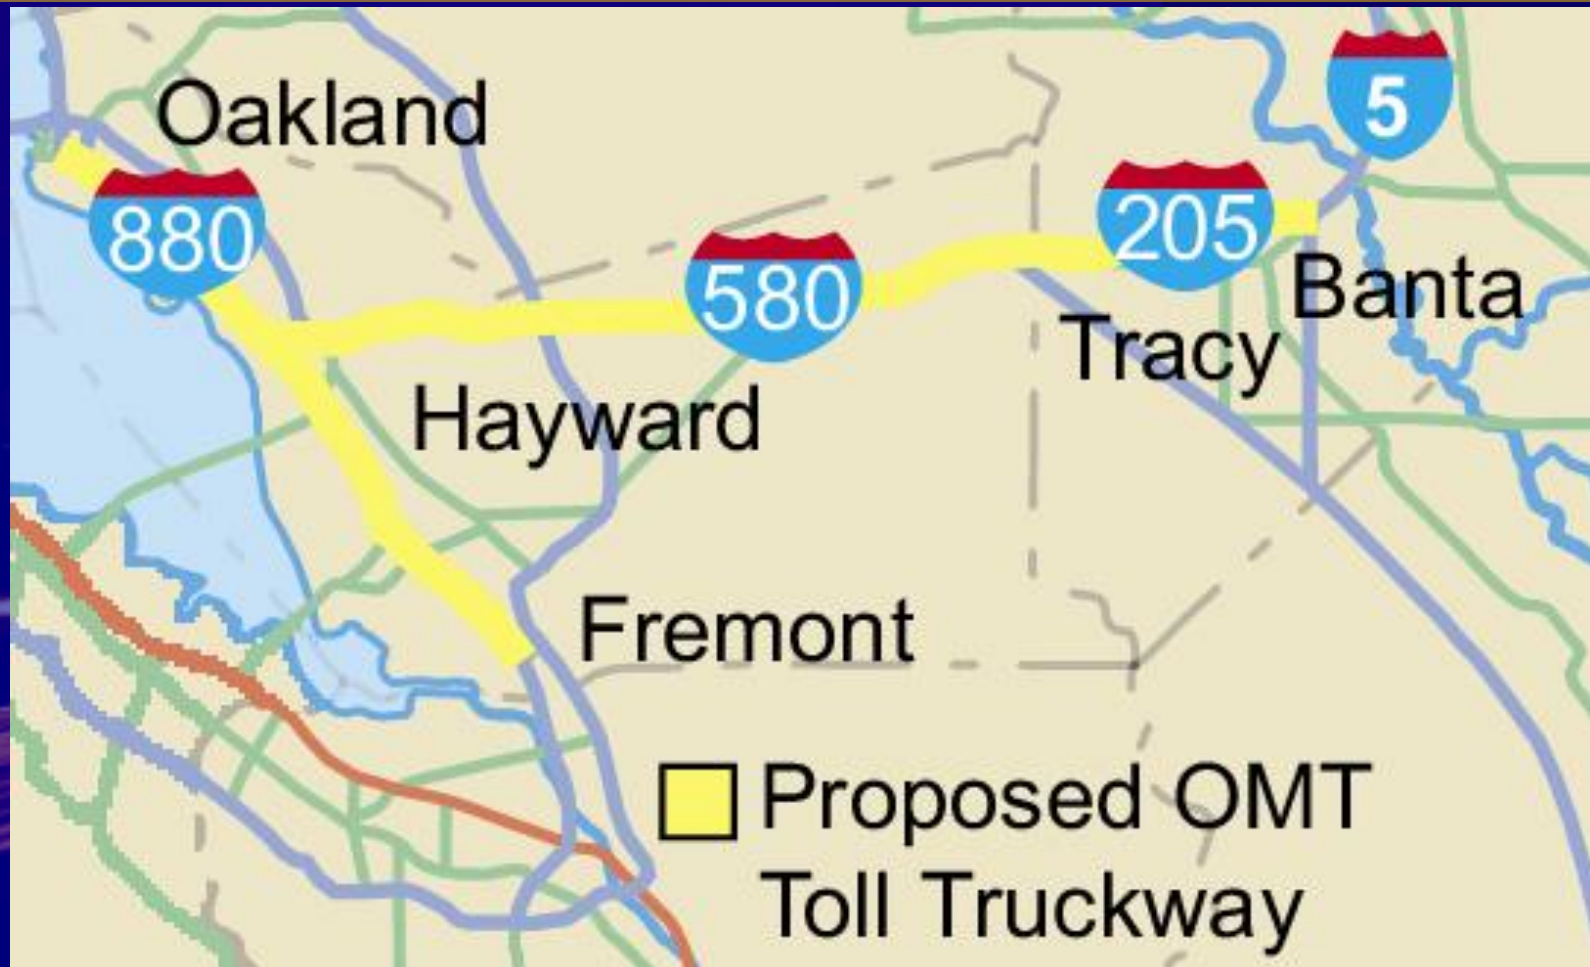 Oakland
5
880
205
580
Banta
Tracy
Hayward
Fremont
Proposed OMT
Toll Truckway